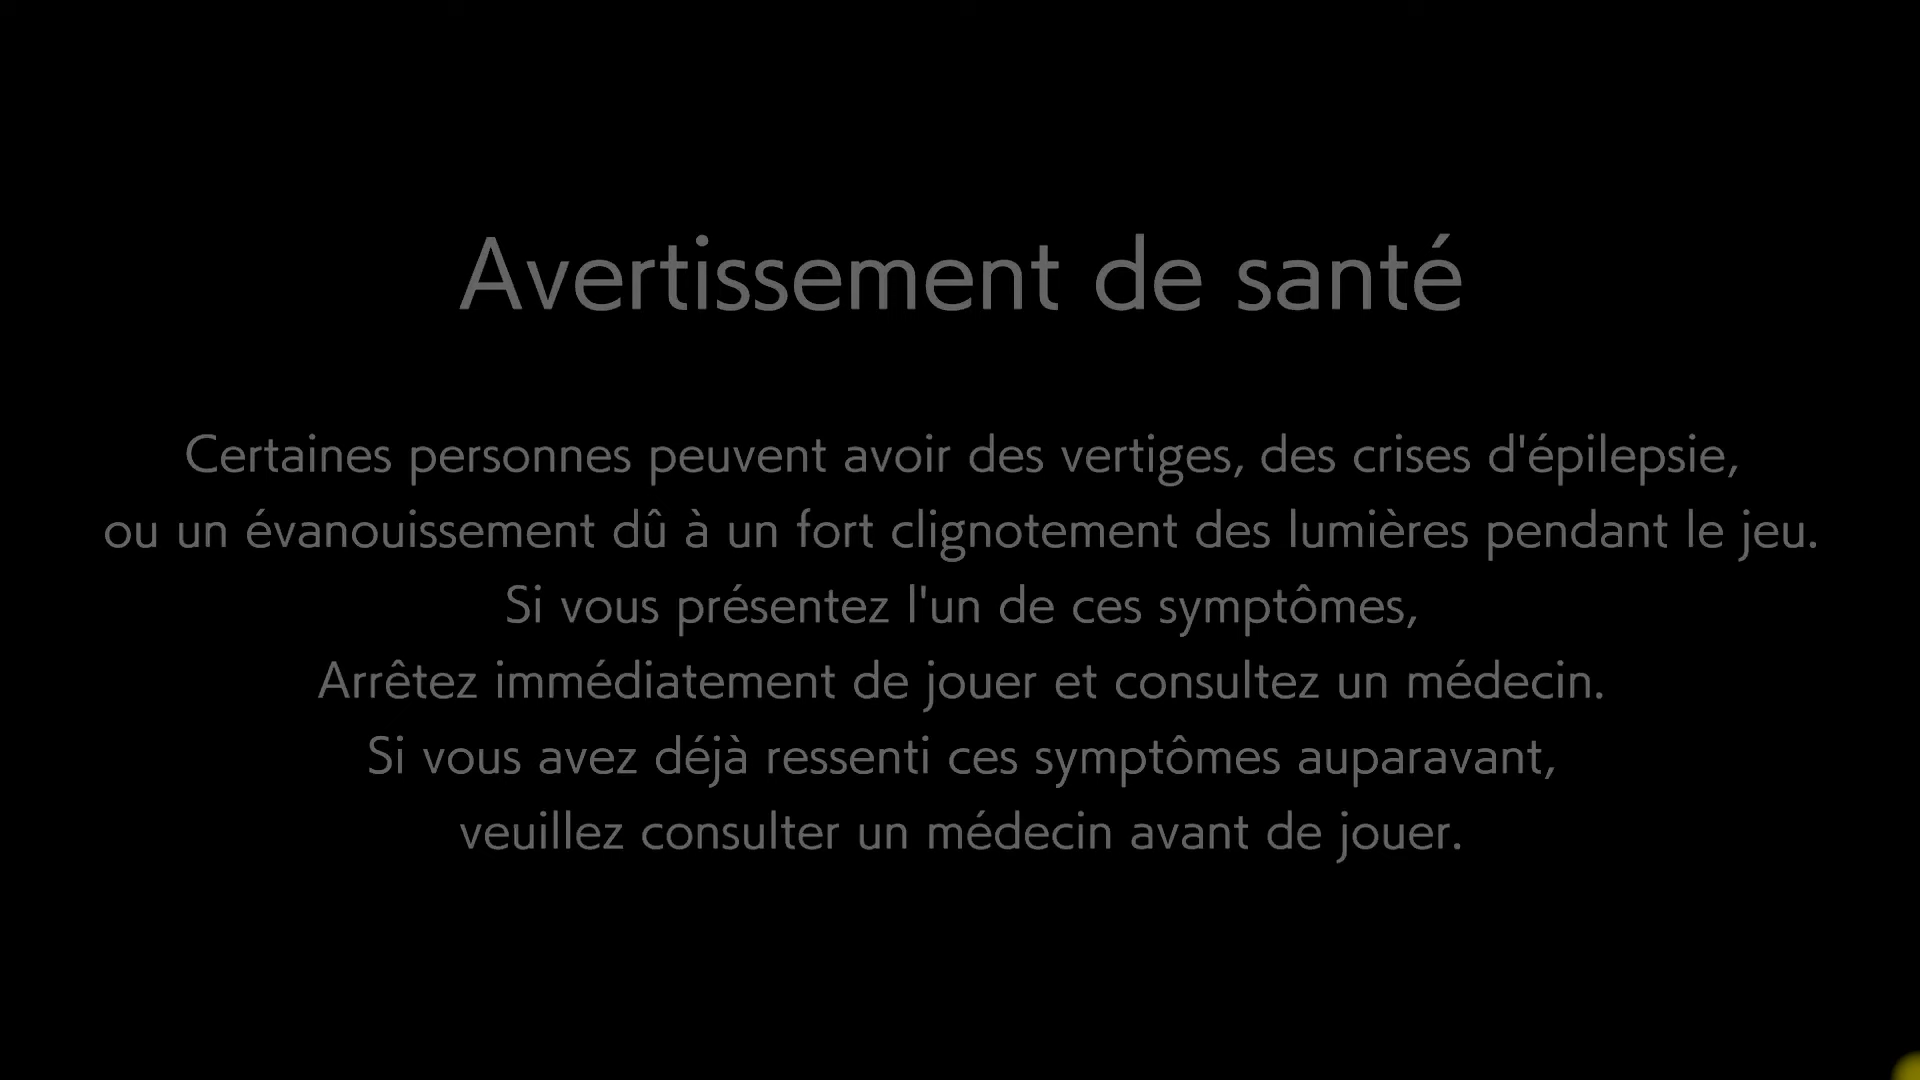 Avertissement de santé
Certaines personnes peuvent avoir des vertiges, des crises d'épilepsie,
ou un évanouissement dû à un fort clignotement des lumières pendant le jeu.
Si vous présentez l'un de ces symptômes,
Arrêtez immédiatement de jouer et consultez un médecin.
Si vous avez déjà ressenti ces symptômes auparavant,
veuillez consulter un médecin avant de jouer.